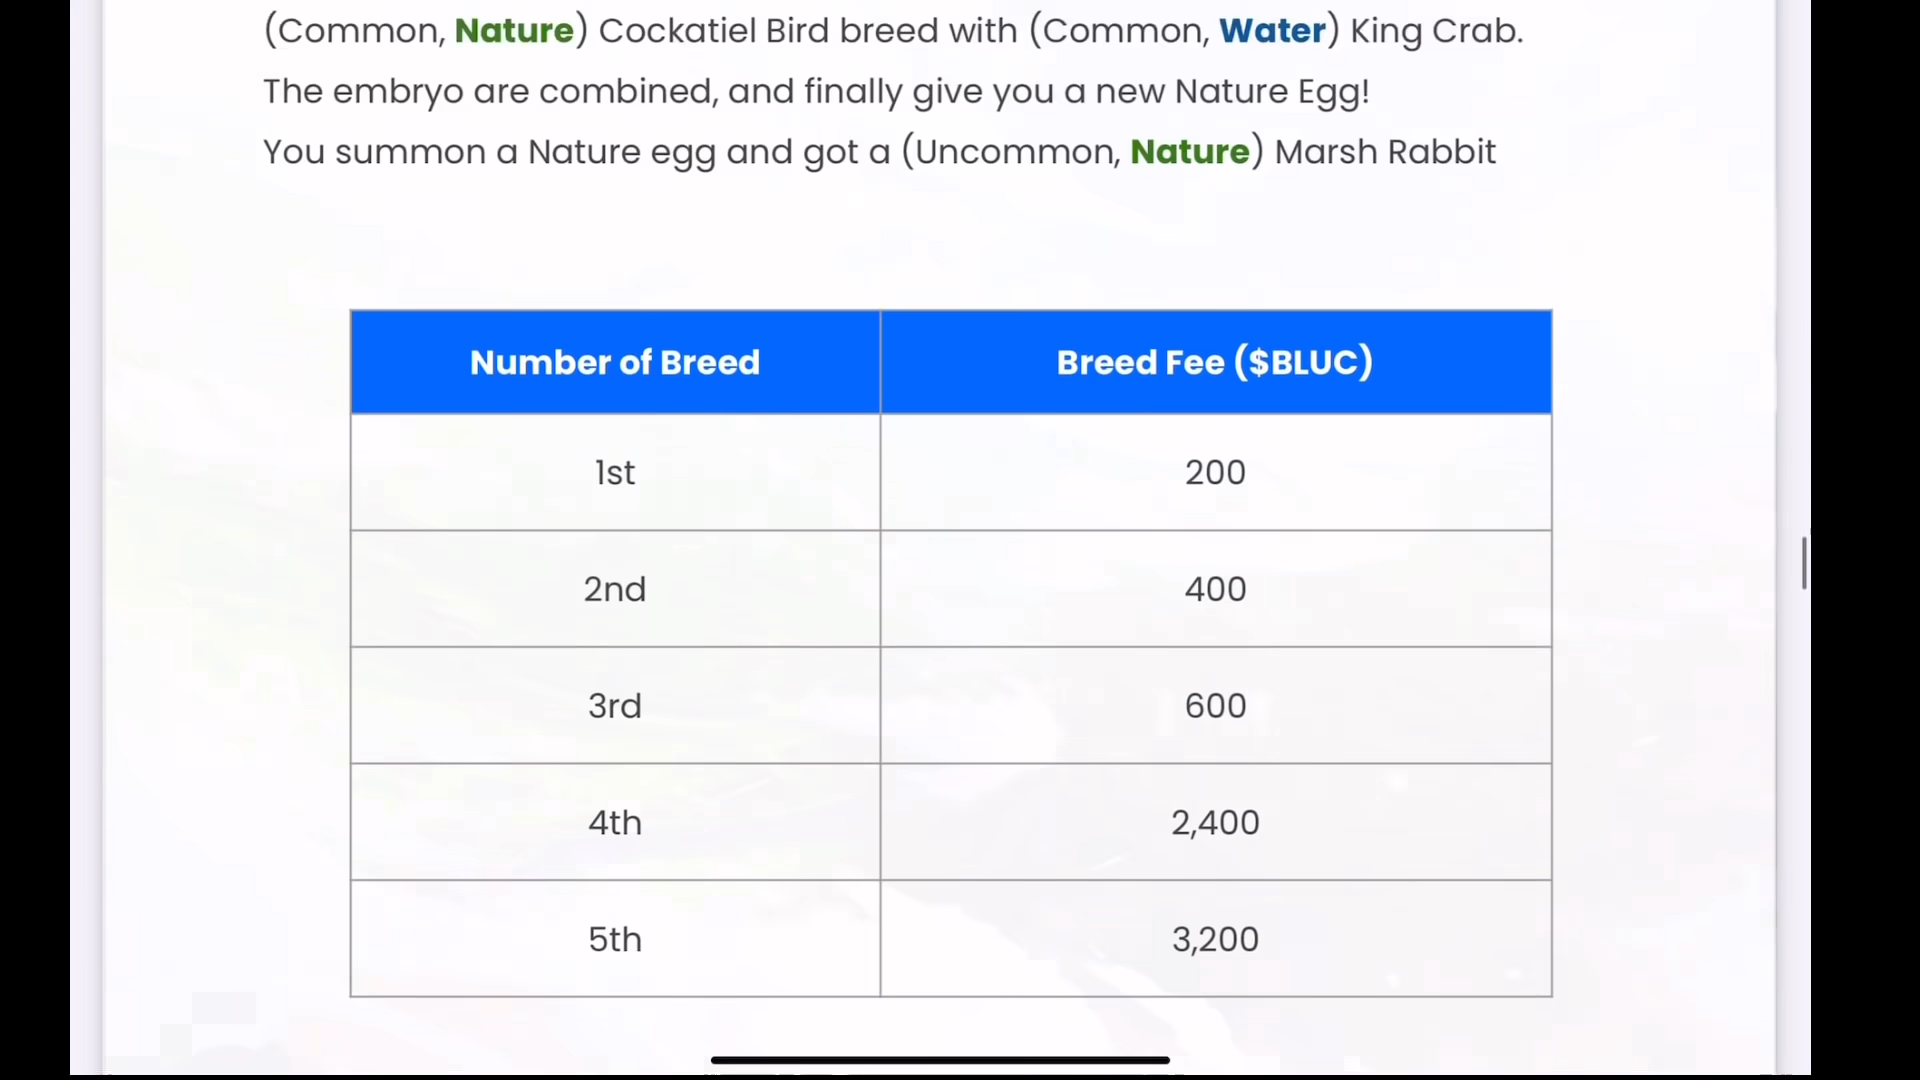 (Common, Nature) Cockatiel Bird breed with (Common, Water) King Crab.
The embryo are combined, and finally give you a new Nature Egg!
You summon a Nature egg and got a (Uncommon, Nature) Marsh Rabbit
Number of Breed Breed Fee ($BLUC)
1st 200
2nd 400
3rd 600
4th 2,400
5th 3,200